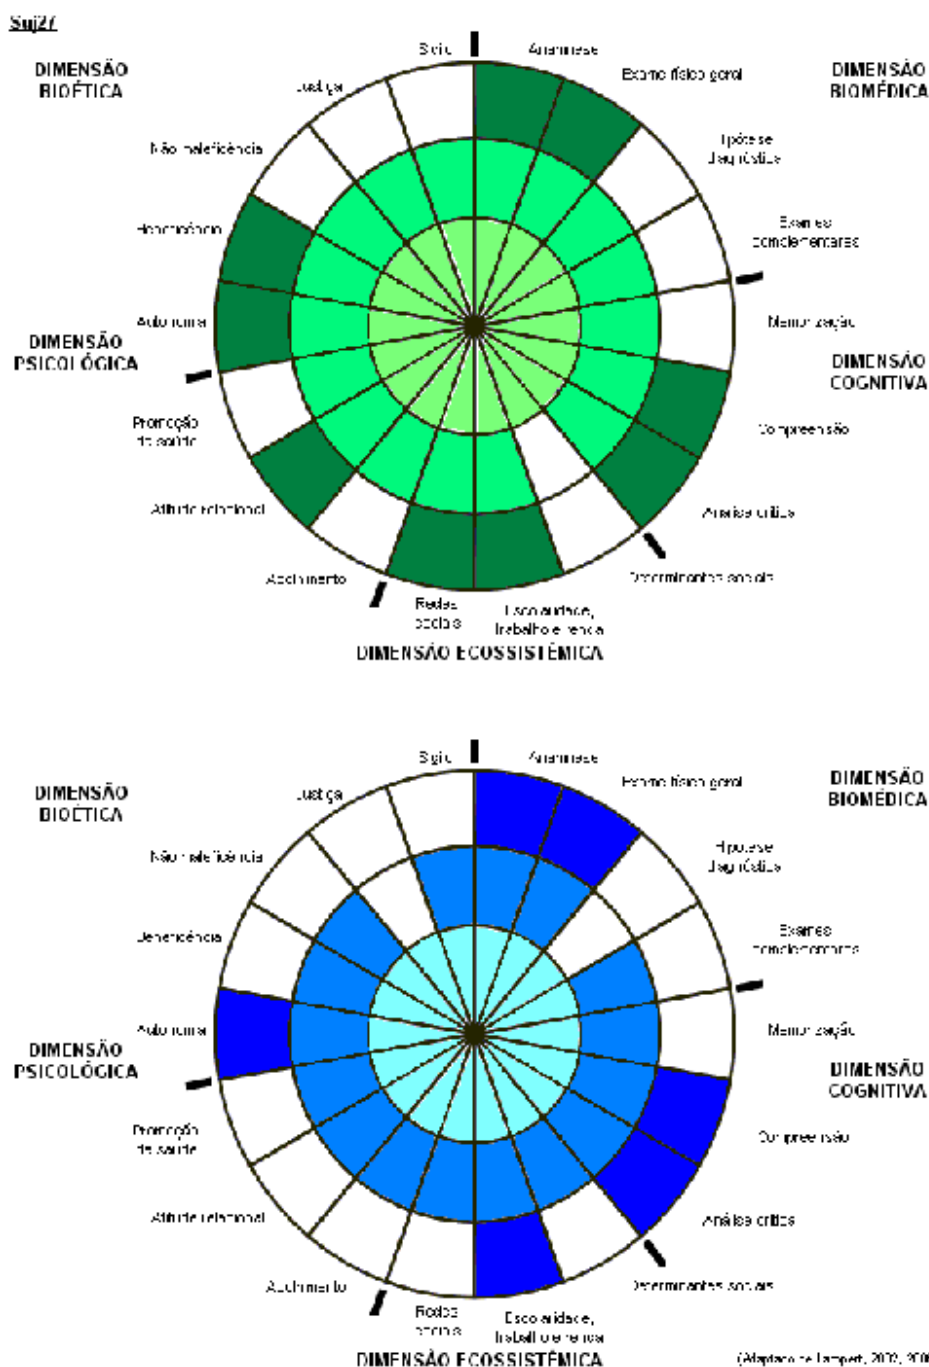 Suj27
Sigilo
Anamnese
DIMENSÃO
BIOÉTICA
Justiça
Exame físico geral
DIMENSÃO
BIOMÉDICA
Não maleficência
Hipótese
diagnóstica
Beneficência
Exames
complementares
Autonomia
Memorização
DIMENSÃO
PSICOLÓGICA
DIMENSÃO
COGNITIVA
Promoção
da saúde
Compreensão
Atitude relacional
Análise crítica
Acolhimento
Determinantes sociais
Redes
sociais
Escolaridade,
trabalho e renda
DIMENSÃO ECOSSISTÊMICA
Sigilo
Anamnese
DIMENSÃO
BIOÉTICA
Justiça
Exame físico geral
DIMENSÃO
BIOMÉDICA
Não maleficência
Hipótese
diagnóstica
Beneficência
Exames
complementares
Autonomia
Memorização
DIMENSÃO
PSICOLÓGICA
DIMENSÃO
COGNITIVA
Promoção
da saúde
Compreensão
Atitude relacional
Análise crítica
Acolhimento
Determinantes sociais
Redes
sociais
Escolaridade,
trabalho e renda
DIMENSÃO ECOSSISTÊMICA
(Adaptado de Lampert, 2002,